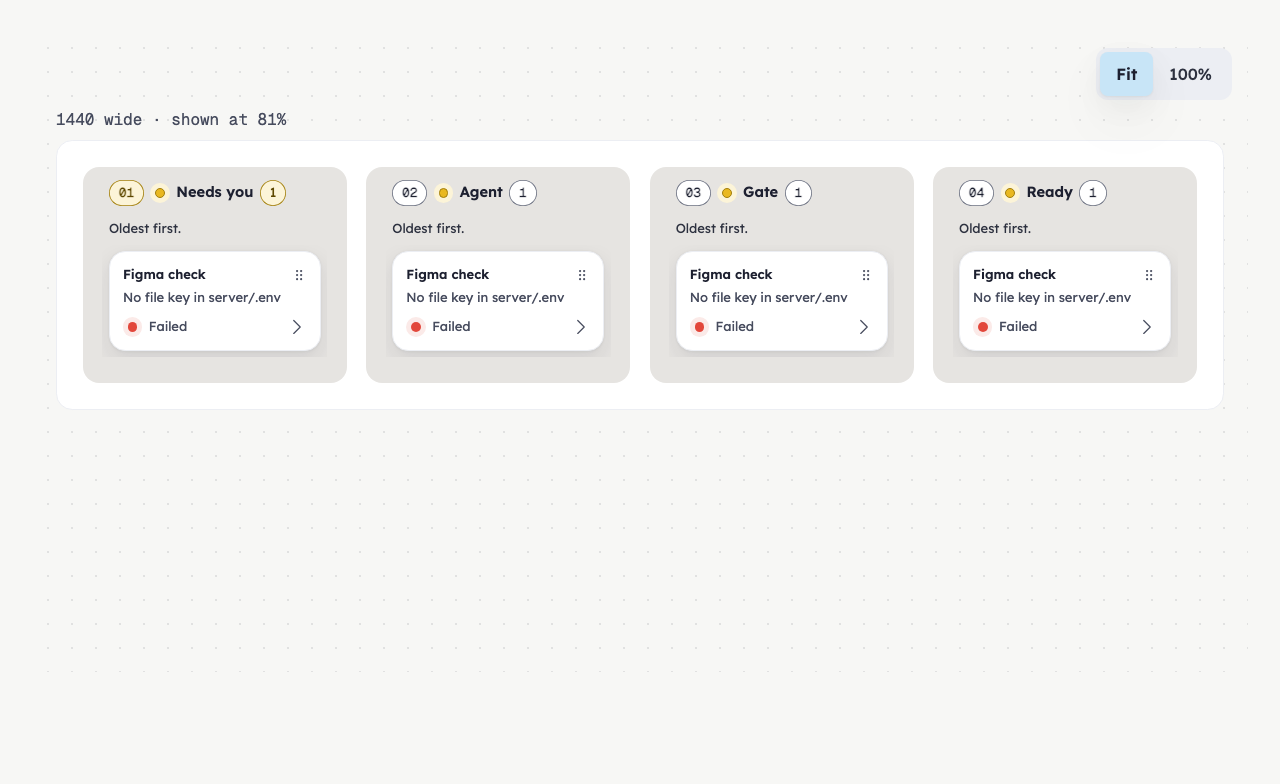 Fit 100%
1440 wide · shown at 81%
01 Needs you 1
Oldest first.
Figma check
No file key in server/.env
Failed
02 Agent 1
Oldest first.
Figma check
No file key in server/.env
Failed
03 Gate 1
Oldest first.
Figma check
No file key in server/.env
Failed
04 Ready 1
Oldest first.
Figma check
No file key in server/.env
Failed